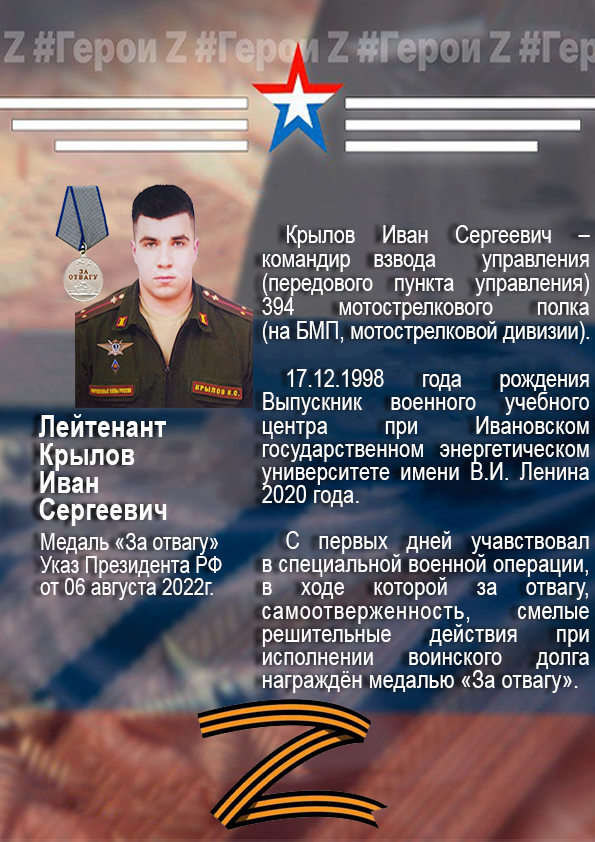 Z #Герои Z #Герои Z #Герои Z #Гер
Крылов Иван Сергеевич –
командир взвода управления
(передового пункта управления)
394 мотострелкового полка
(на БМП, мотострелковой дивизии).
ЗА
ОТВАГУ
ВООРУЖЕННЫЕ СИЛЫ РОССИИ
КРЫЛОВ И.С.
17.12.1998 года рождения
Выпускник военного учебного
центра при Ивановском
государственном энергетическом
университете имени В.И. Ленина
2020 года.
Лейтенант
Крылов
Иван
Сергеевич
Медаль «За отвагу»
Указ Президента РФ
от 06 августа 2022г.
С первых дней учавствовал
в специальной военной операции,
в ходе которой за отвагу,
самоотверженность, смелые
решительные действия при
исполнении воинского долга
награждён медалью «За отвагу».
Z